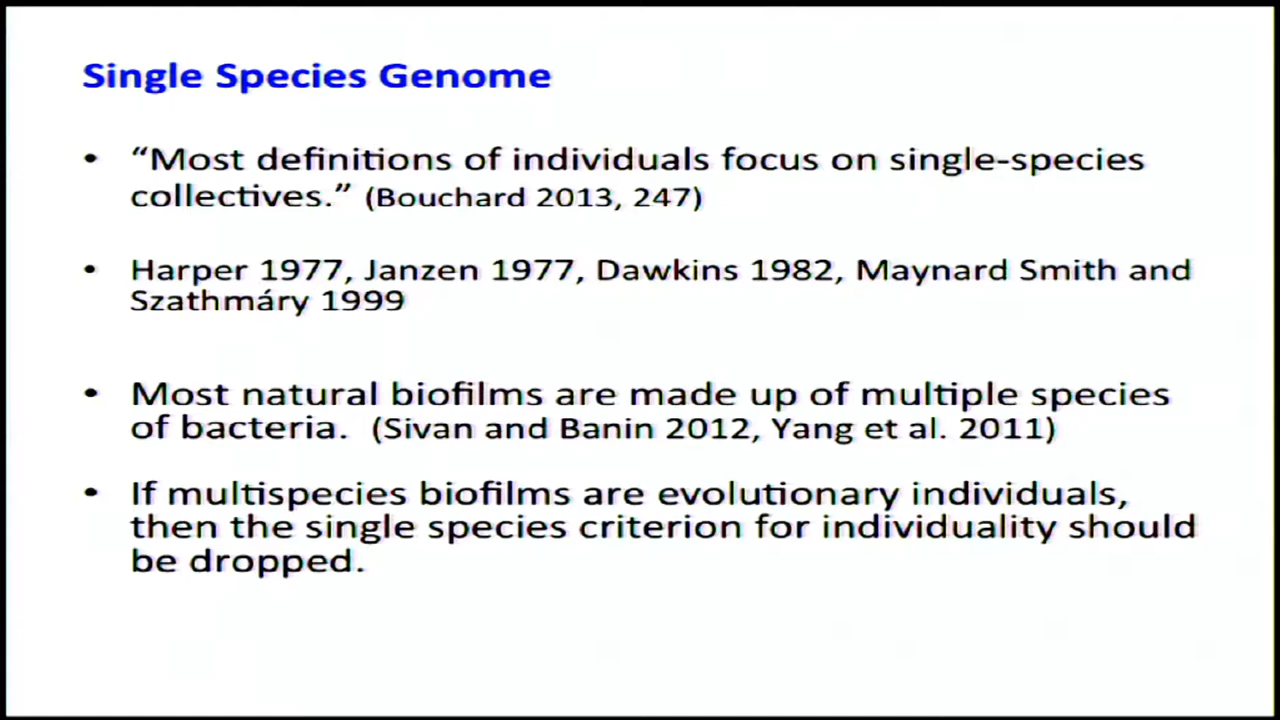 Single Species Genome
• “Most definitions of individuals focus on single-species
collectives.” (Bouchard 2013, 247)
• Harper 1977, Janzen 1977, Dawkins 1982, Maynard Smith and
Szathmáry 1999
• Most natural biofilms are made up of multiple species
of bacteria. (Sivan and Banin 2012, Yang et al. 2011)
• If multispecies biofilms are evolutionary individuals,
then the single species criterion for individuality should
be dropped.